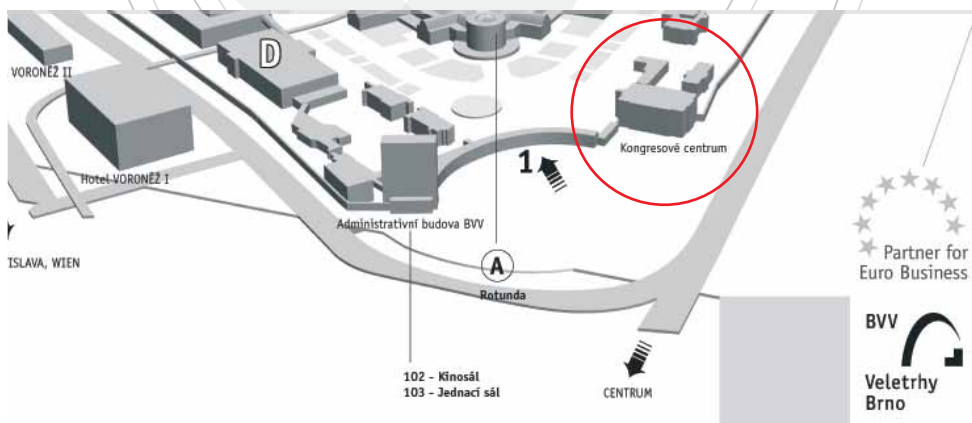 D
VORONĚŽ II
Hotel VORONĚŽ I
Kongresové centrum
1
Administrativní budova BVV
ISLAVA, WIEN
A
Rotunda
Partner for
Euro Business
BVV
Veletrhy
Brno
102 - Kinosál
103 - Jednací sál
CENTRUM